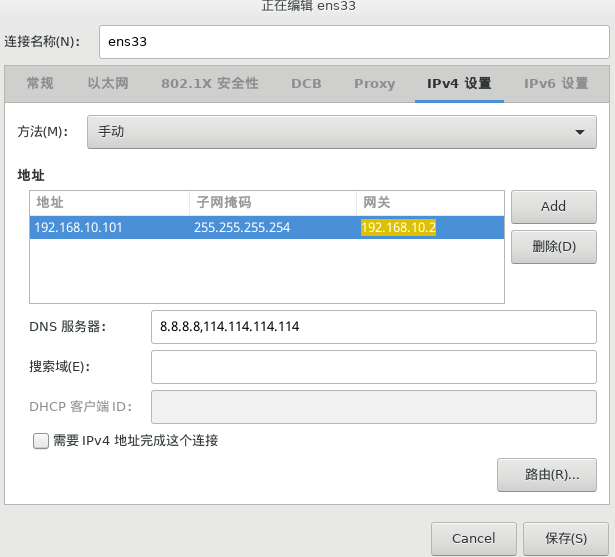 正在编辑 ens33
连接名称(N): ens33
常规 以太网 802.1X 安全性 DCB Proxy IPv4 设置 IPv6 设置
方法(M): 手动
地址
地址 子网掩码 网关
Add
192.168.10.101 255.255.255.254 192.168.10.2
删除(D)
DNS 服务器: 8.8.8.8,114.114.114.114
搜索域(E):
DHCP 客户端 ID:
需要 IPv4 地址完成这个连接
路由(R)...
Cancel 保存(S)